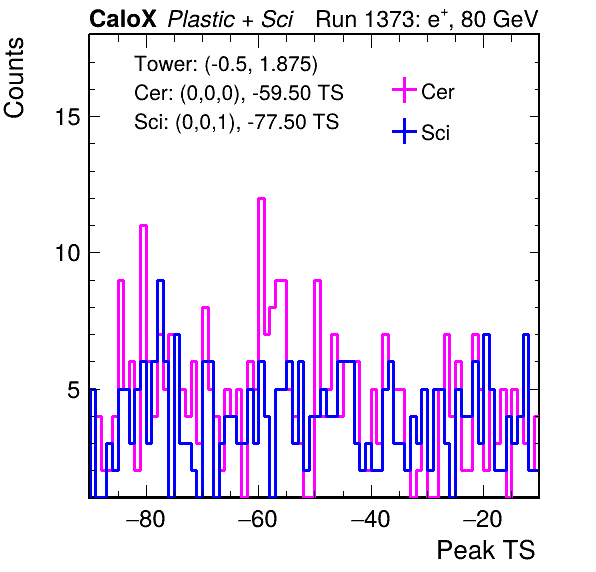 CaloX Plastic + Sci Run 1373: e⁺, 80 GeV
Counts
Tower: (-0.5, 1.875)
Cer: (0,0,0), -59.50 TS
Sci: (0,0,1), -77.50 TS
Cer
Sci
15
10
5
−80 −60 −40 −20
Peak TS